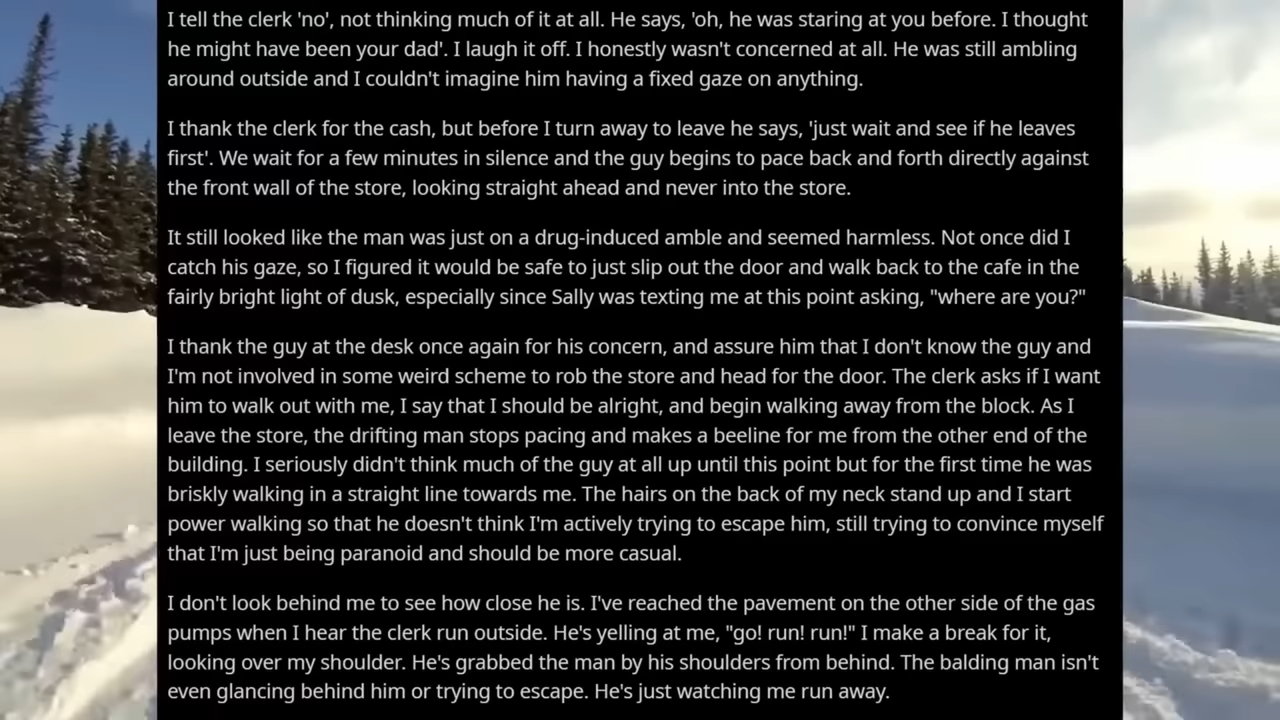 I tell the clerk 'no', not thinking much of it at all. He says, 'oh, he was staring at you before. I thought
he might have been your dad'. I laugh it off. I honestly wasn't concerned at all. He was still ambling
around outside and I couldn't imagine him having a fixed gaze on anything.
I thank the clerk for the cash, but before I turn away to leave he says, 'just wait and see if he leaves
first'. We wait for a few minutes in silence and the guy begins to pace back and forth directly against
the front wall of the store, looking straight ahead and never into the store.
It still looked like the man was just on a drug-induced amble and seemed harmless. Not once did I
catch his gaze, so I figured it would be safe to just slip out the door and walk back to the cafe in the
fairly bright light of dusk, especially since Sally was texting me at this point asking, "where are you?"
I thank the guy at the desk once again for his concern, and assure him that I don't know the guy and
I'm not involved in some weird scheme to rob the store and head for the door. The clerk asks if I want
him to walk out with me, I say that I should be alright, and begin walking away from the block. As I
leave the store, the drifting man stops pacing and makes a beeline for me from the other end of the
building. I seriously didn't think much of the guy at all up until this point but for the first time he was
briskly walking in a straight line towards me. The hairs on the back of my neck stand up and I start
power walking so that he doesn't think I'm actively trying to escape him, still trying to convince myself
that I'm just being paranoid and should be more casual.
I don't look behind me to see how close he is. I've reached the pavement on the other side of the gas
pumps when I hear the clerk run outside. He's yelling at me, "go! run! run!" I make a break for it,
looking over my shoulder. He's grabbed the man by his shoulders from behind. The balding man isn't
even glancing behind him or trying to escape. He's just watching me run away.